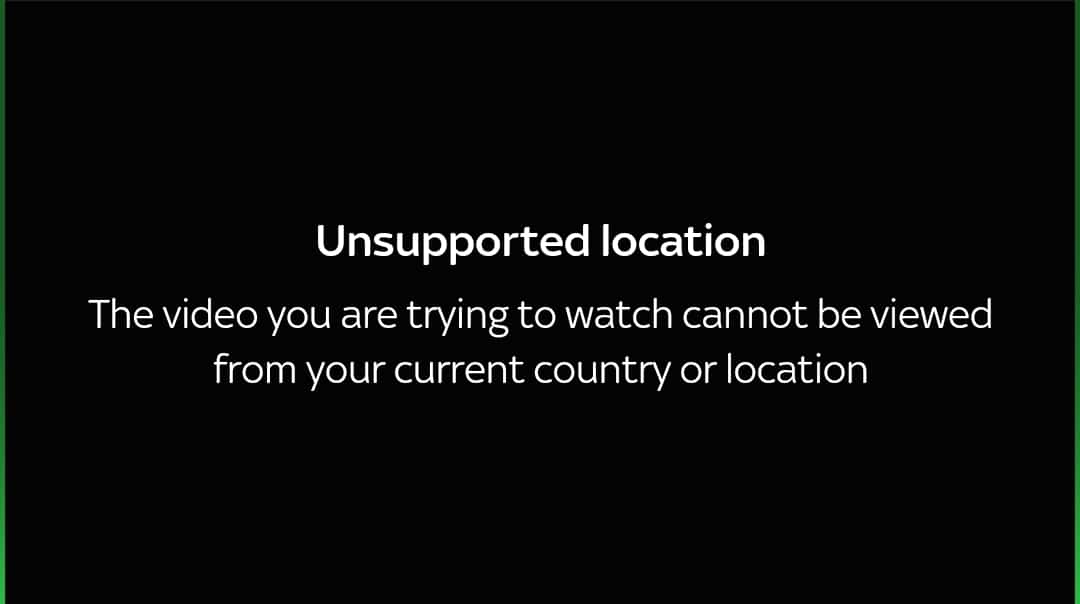 Unsupported location
The video you are trying to watch cannot be viewed
from your current country or location